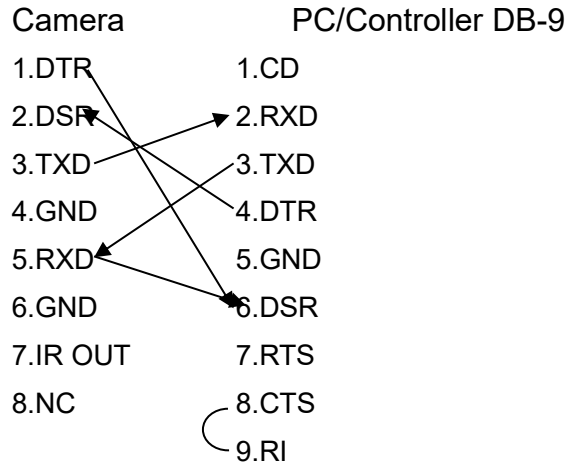 Camera PC/Controller DB-9
1.DTR 1.CD
2.DSR 2.RXD
3.TXD 3.TXD
4.GND 4.DTR
5.RXD 5.GND
6.GND 6.DSR
7.IR OUT 7.RTS
8.NC 8.CTS
9.RI